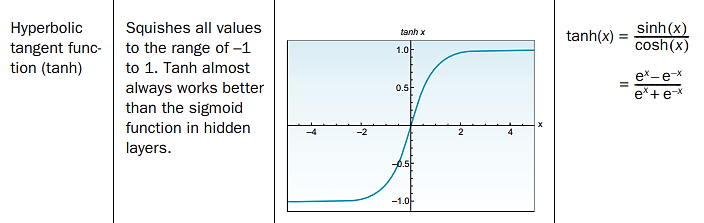 Hyperbolic
tangent func-
tion (tanh)
Squishes all values
to the range of –1
to 1. Tanh almost
always works better
than the sigmoid
function in hidden
layers.
tanh x
1.0
0.5
–4 –2 2 4 x
–0.5
–1.0
tanh(x) = sinh(x)
cosh(x)
= eˣ – e⁻ˣ
eˣ + e⁻ˣ